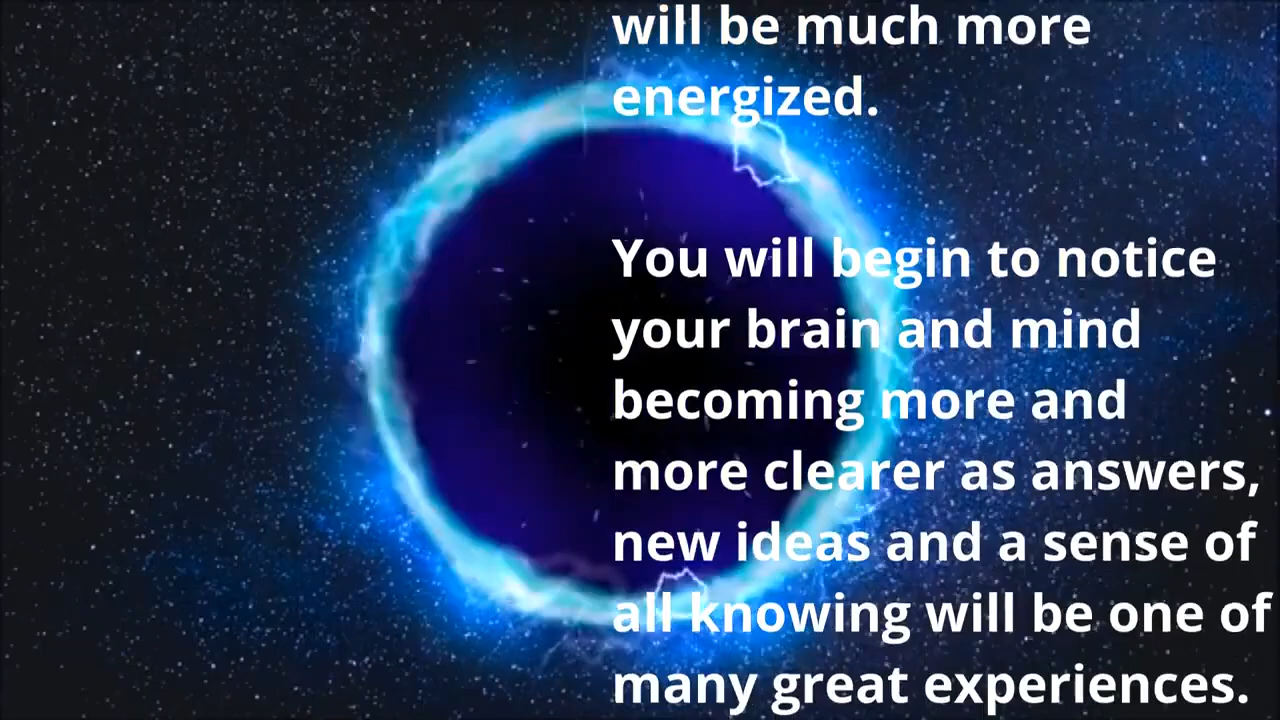 will be much more
energized.
You will begin to notice
your brain and mind
becoming more and
more clearer as answers,
new ideas and a sense of
all knowing will be one of
many great experiences.